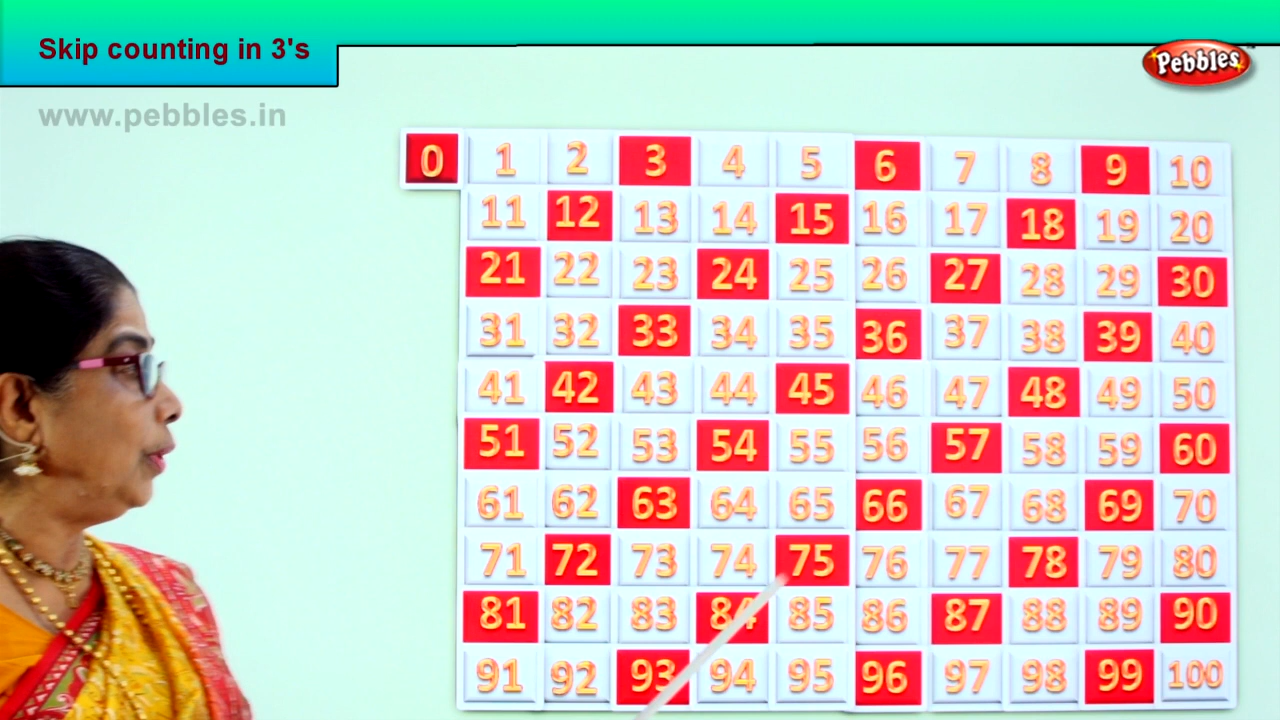 Skip counting in 3's
Pebbles
www.pebbles.in
0 1 2 3 4 5 6 7 8 9 10
11 12 13 14 15 16 17 18 19 20
21 22 23 24 25 26 27 28 29 30
31 32 33 34 35 36 37 38 39 40
41 42 43 44 45 46 47 48 49 50
51 52 53 54 55 56 57 58 59 60
61 62 63 64 65 66 67 68 69 70
71 72 73 74 75 76 77 78 79 80
81 82 83 84 85 86 87 88 89 90
91 92 93 94 95 96 97 98 99 100